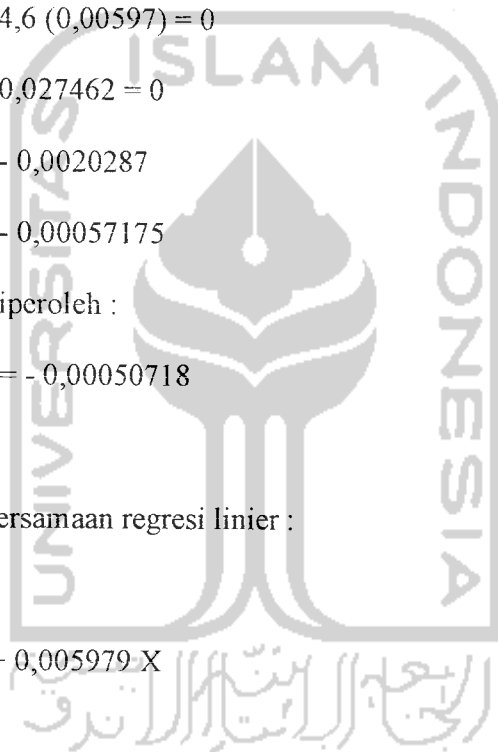 4,6 (0,00597) = 0
ISLAM
0,027462 = 0
- 0,0020287
- 0,00057175
iperoleh :
= - 0,00050718
UNIVERSITAS
INDONESIA
ersamaan regresi linier :
0,005979 X